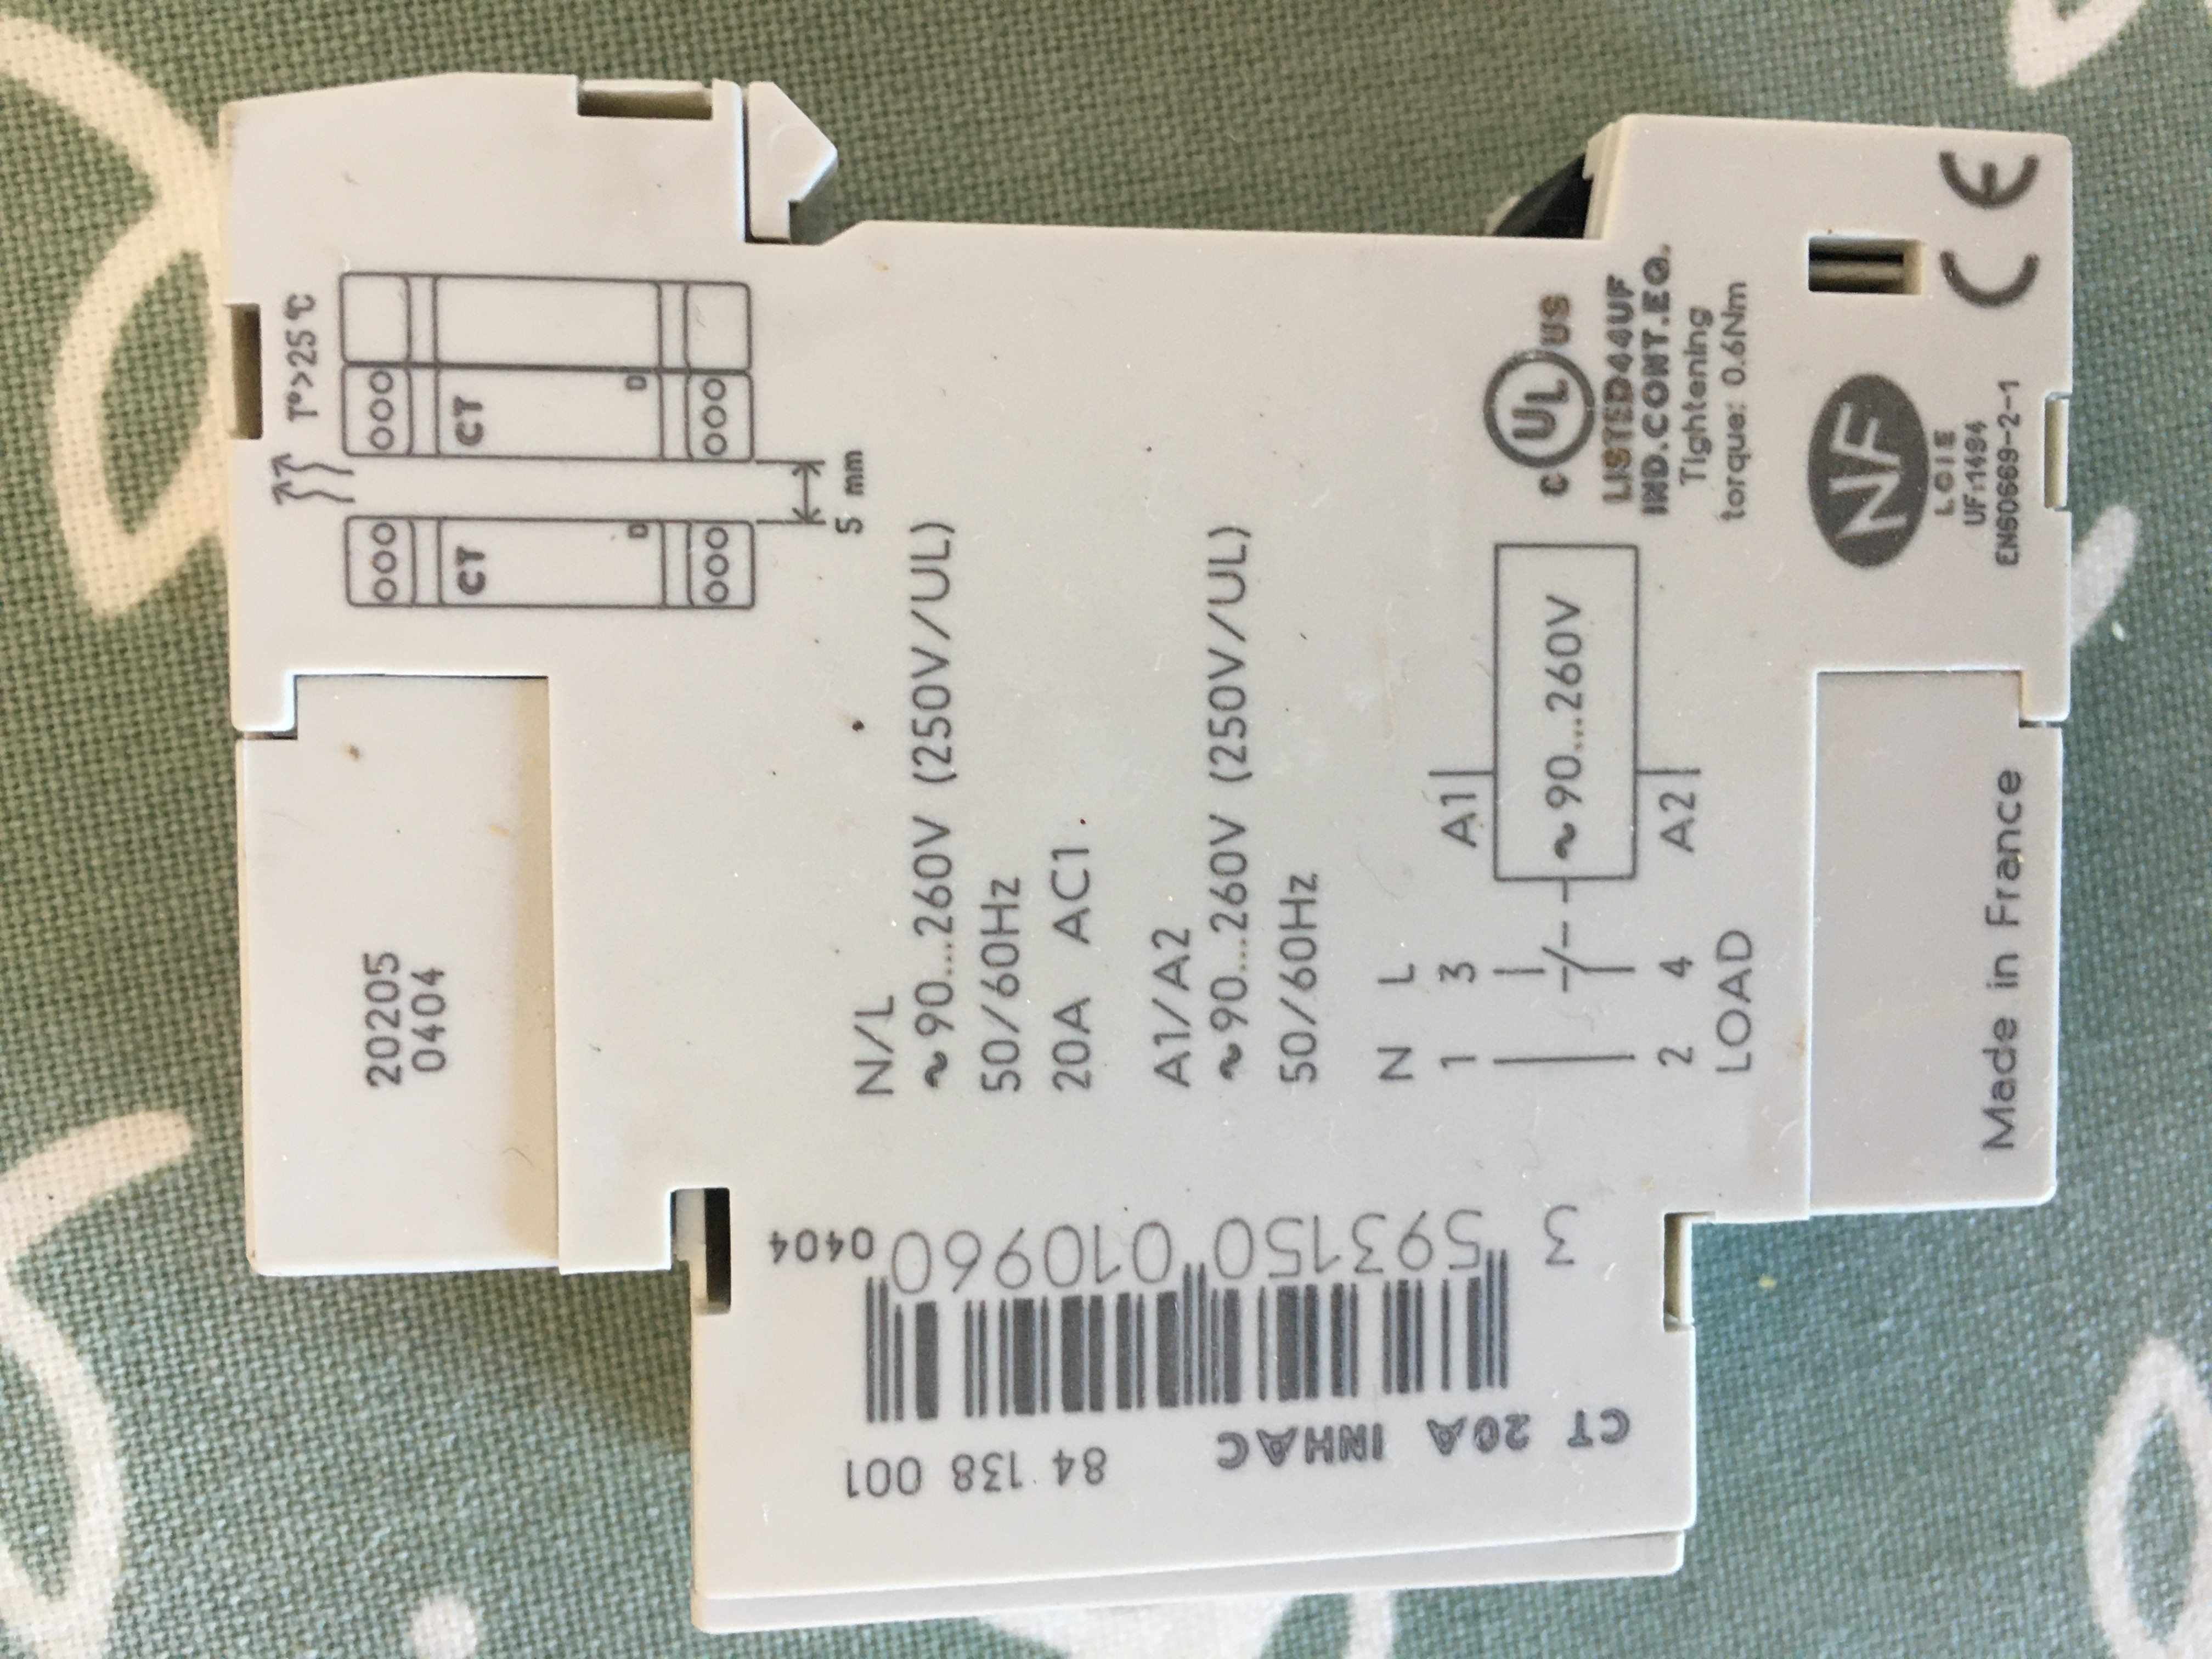 T°>25℃
CT
CT
5 mm
20205
0404
N/L
~90...260V (250V/UL)
50/60Hz
20A AC1
A1/A2
~90...260V (250V/UL)
50/60Hz
N L
1 3
A1
~90...260V
A2
2 4
LOAD
C UL US
LISTED44UF
IND.CONT.EQ.
Tightening
torque: 0.6Nm
CE
NF
LCIE
UF:1494
EN60669-2-1
Made in France
CT 20A INHAC
84 138 001
3 593150 010960
0404